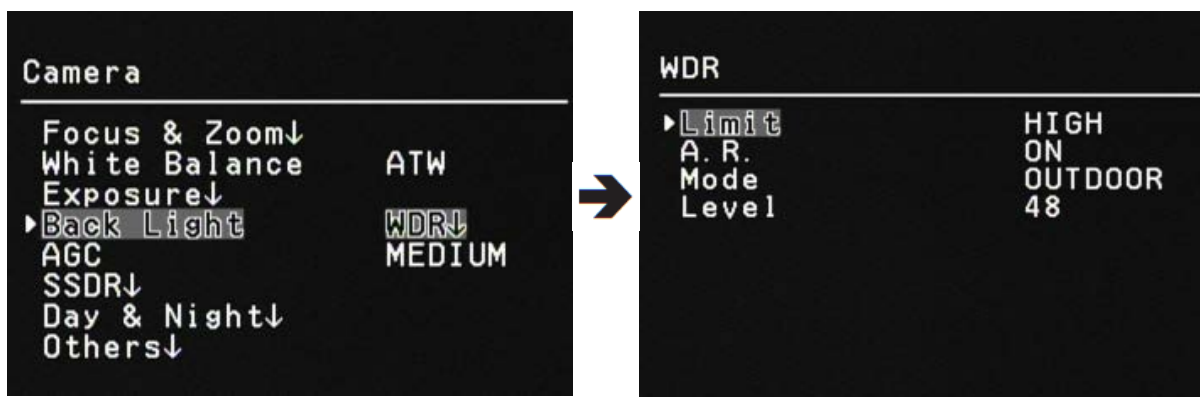 Camera
Focus & Zoom↓
White Balance ATW
Exposure↓
Back Light WDR↓
AGC MEDIUM
SSDR↓
Day & Night↓
Others↓
WDR
Limit HIGH
A.R. ON
Mode OUTDOOR
Level 48